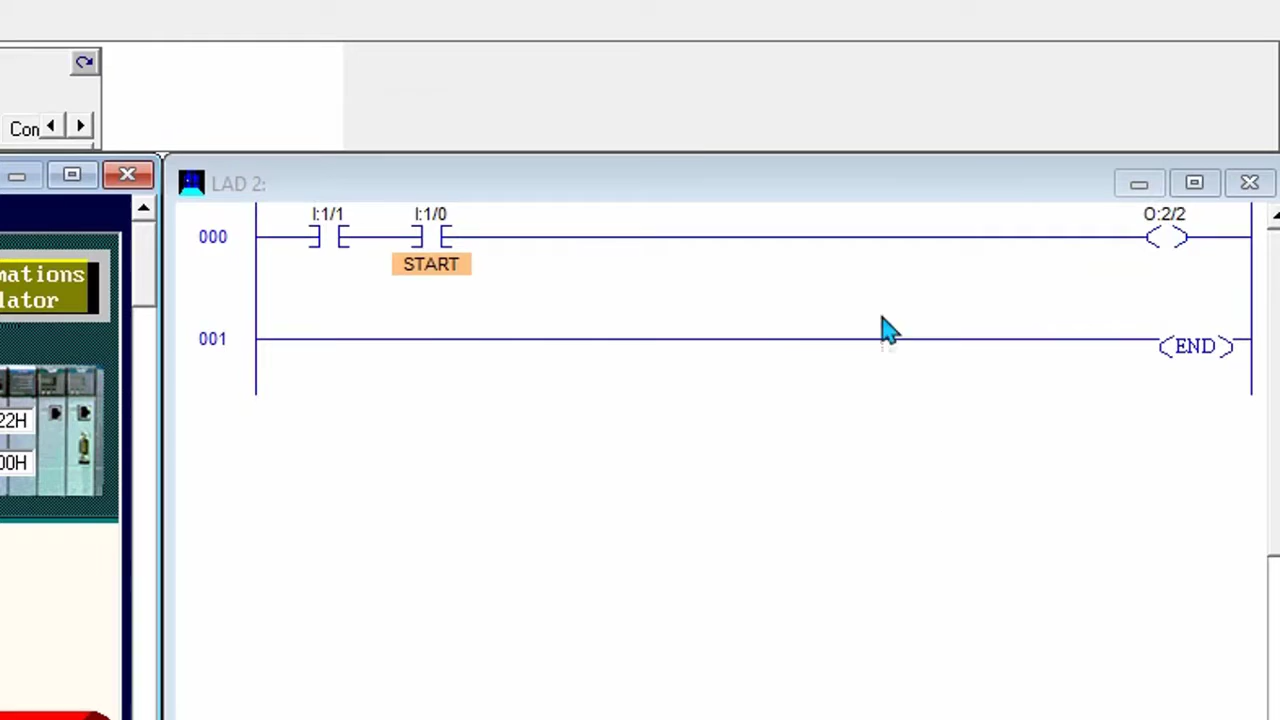 Con
LAD 2:
mations
lator
22H
00H
I:1/1 I:1/0 O:2/2
000
START
001
END